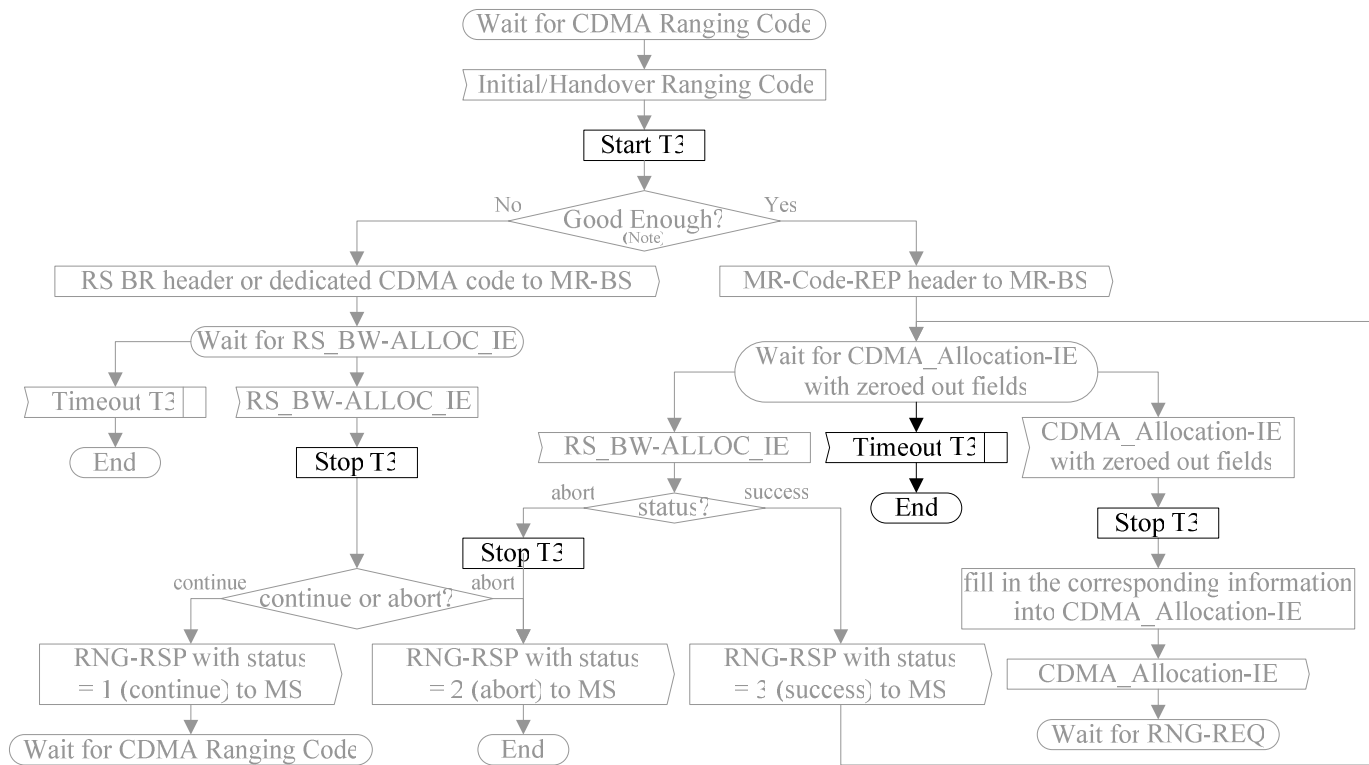 Wait for CDMA Ranging Code
Initial/Handover Ranging Code
Start T3
No
Yes
Good Enough?
(Note)
RS BR header or dedicated CDMA code to MR-BS
MR-Code-REP header to MR-BS
Wait for RS_BW-ALLOC_IE
Wait for CDMA_Allocation-IE
with zeroed out fields
Timeout T3
RS_BW-ALLOC_IE
End
Stop T3
RS_BW-ALLOC_IE
Timeout T3
CDMA_Allocation-IE
with zeroed out fields
abort
status?
success
End
Stop T3
Stop T3
continue
continue or abort?
abort
fill in the corresponding information
into CDMA_Allocation-IE
RNG-RSP with status
= 1 (continue) to MS
RNG-RSP with status
= 2 (abort) to MS
RNG-RSP with status
= 3 (success) to MS
CDMA_Allocation-IE
Wait for CDMA Ranging Code
End
Wait for RNG-REQ